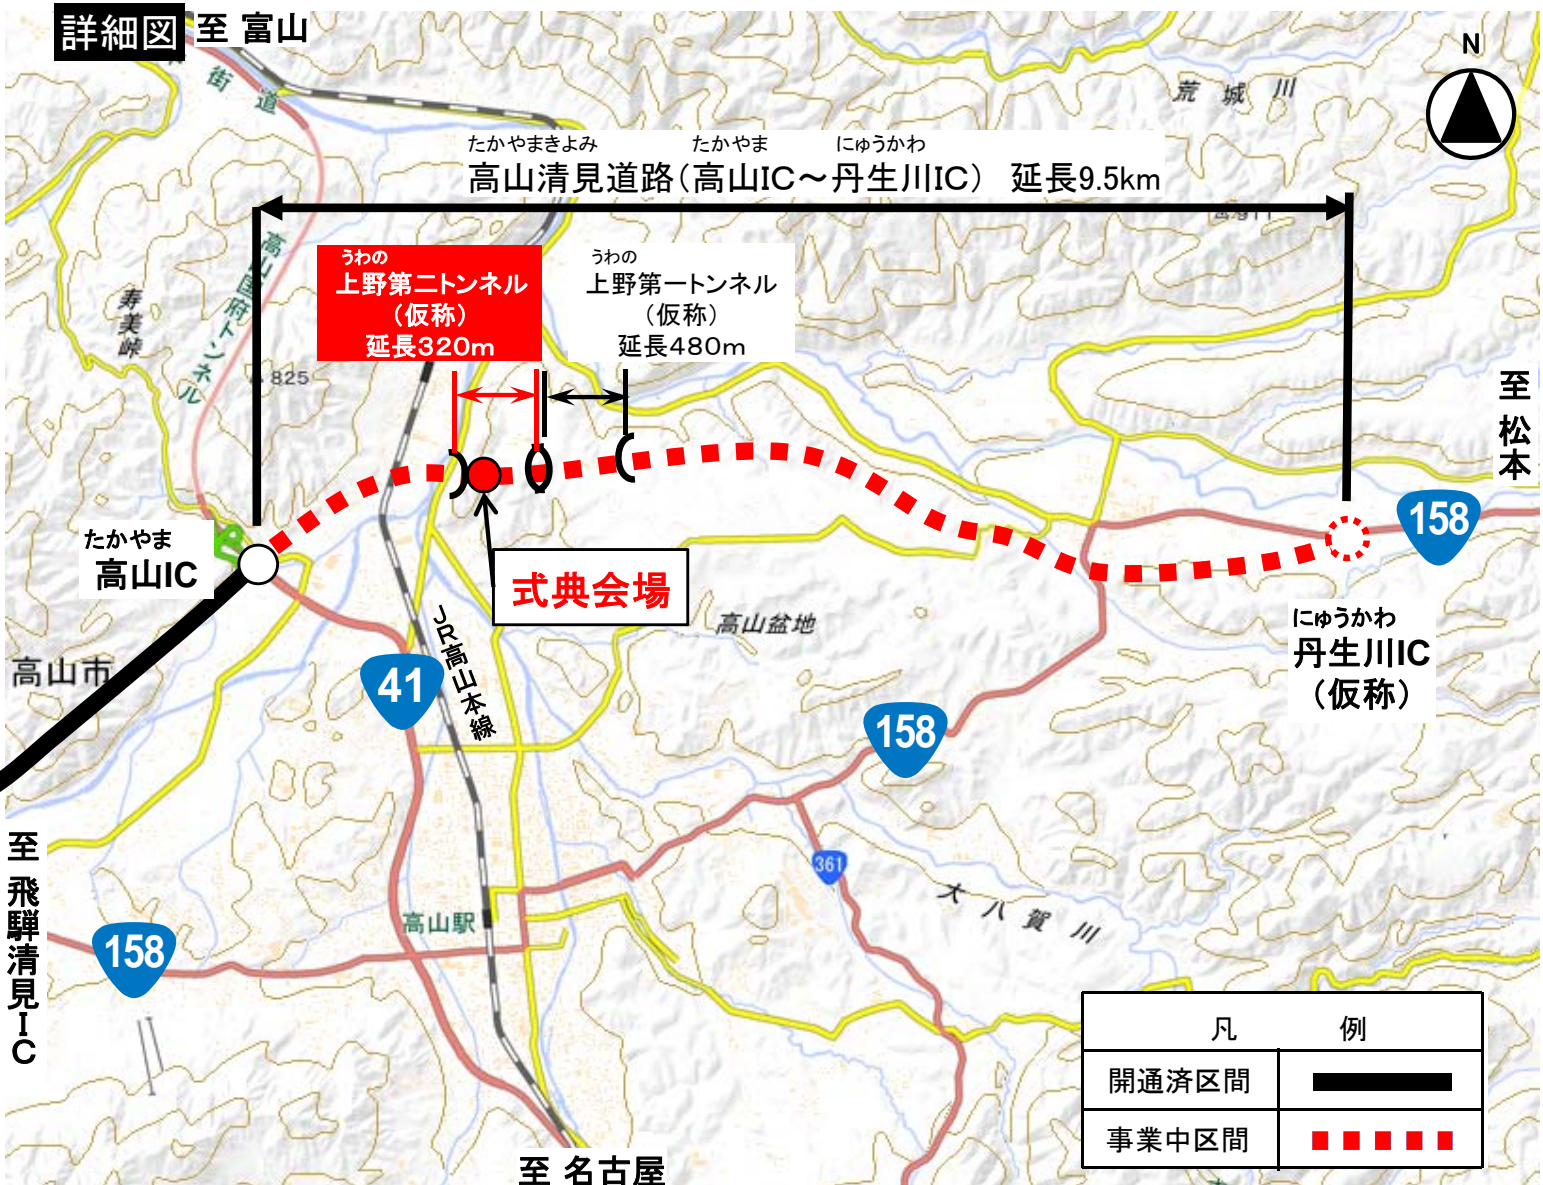 詳細図
至 富山
街道
N
荒城川
たかやまきよみ たかやま にゅうかわ
高山清見道路(高山IC～丹生川IC) 延長9.5km
高山国府トンネル
寿美峠
825
うわの
上野第二トンネル
(仮称)
延長320m
うわの
上野第一トンネル
(仮称)
延長480m
至 松本
158
たかやま
高山IC
式典会場
高山盆地
にゅうかわ
丹生川IC
(仮称)
高山市
41
JR高山本線
158
至 飛騨清見IC
361
大八賀川
高山駅
158
凡 例
開通済区間
事業中区間
至 名古屋